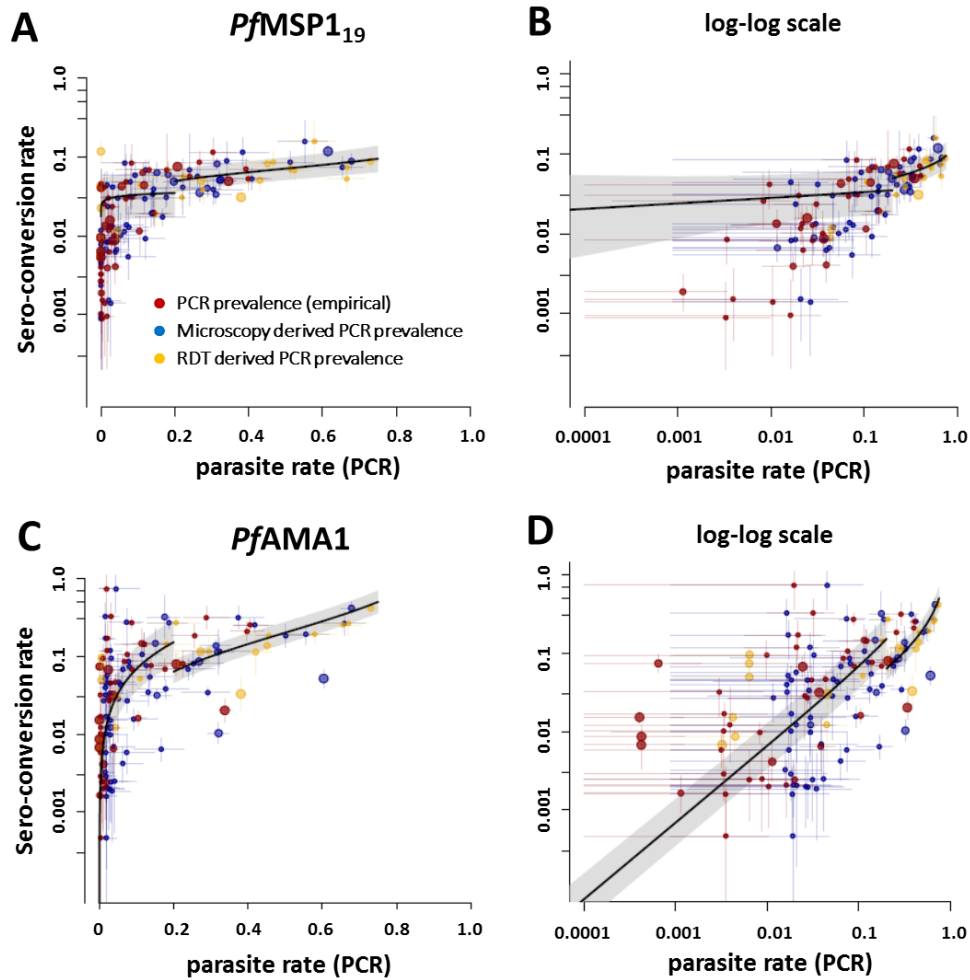 A
PfMSP1₁₉
B
log-log scale
Sero-conversion rate
1.0
0.1
0.01
0.001
PCR prevalence (empirical)
Microscopy derived PCR prevalence
RDT derived PCR prevalence
0 0.2 0.4 0.6 0.8 1.0
parasite rate (PCR)
1.0
0.1
0.01
0.001
0.0001 0.001 0.01 0.1 1.0
parasite rate (PCR)
C
PfAMA1
D
log-log scale
Sero-conversion rate
1.0
0.1
0.01
0.001
0 0.2 0.4 0.6 0.8 1.0
parasite rate (PCR)
1.0
0.1
0.01
0.001
0.0001 0.001 0.01 0.1 1.0
parasite rate (PCR)